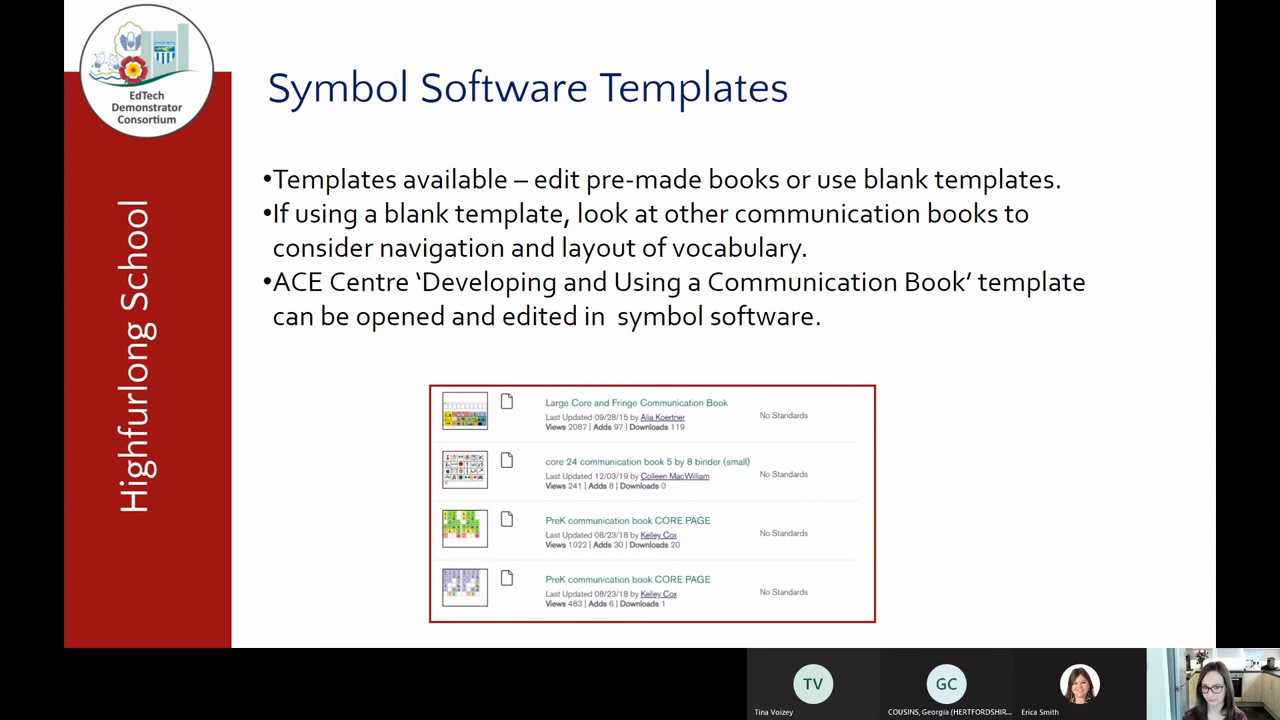 EdTech
Demonstrator
Consortium
Highfurlong School
Symbol Software Templates
•Templates available – edit pre-made books or use blank templates.
•If using a blank template, look at other communication books to
consider navigation and layout of vocabulary.
•ACE Centre ‘Developing and Using a Communication Book’ template
can be opened and edited in symbol software.
Large Core and Fringe Communication Book
Last Updated 09/28/15 by Alia Koertner
Views 2087 | Adds 97 | Downloads 119
No Standards
core 24 communication book 5 by 8 binder (small)
Last Updated 12/03/19 by Colleen MacWilliam
Views 241 | Adds 8 | Downloads 0
No Standards
PreK communication book CORE PAGE
Last Updated 08/23/18 by Kelley Cox
Views 1022 | Adds 30 | Downloads 20
No Standards
PreK communication book CORE PAGE
Last Updated 08/23/18 by Kelley Cox
Views 483 | Adds 6 | Downloads 1
No Standards
TV
Tina Voizey
GC
COUSINS, Georgia (HERTFORDSHIR...
Erica Smith